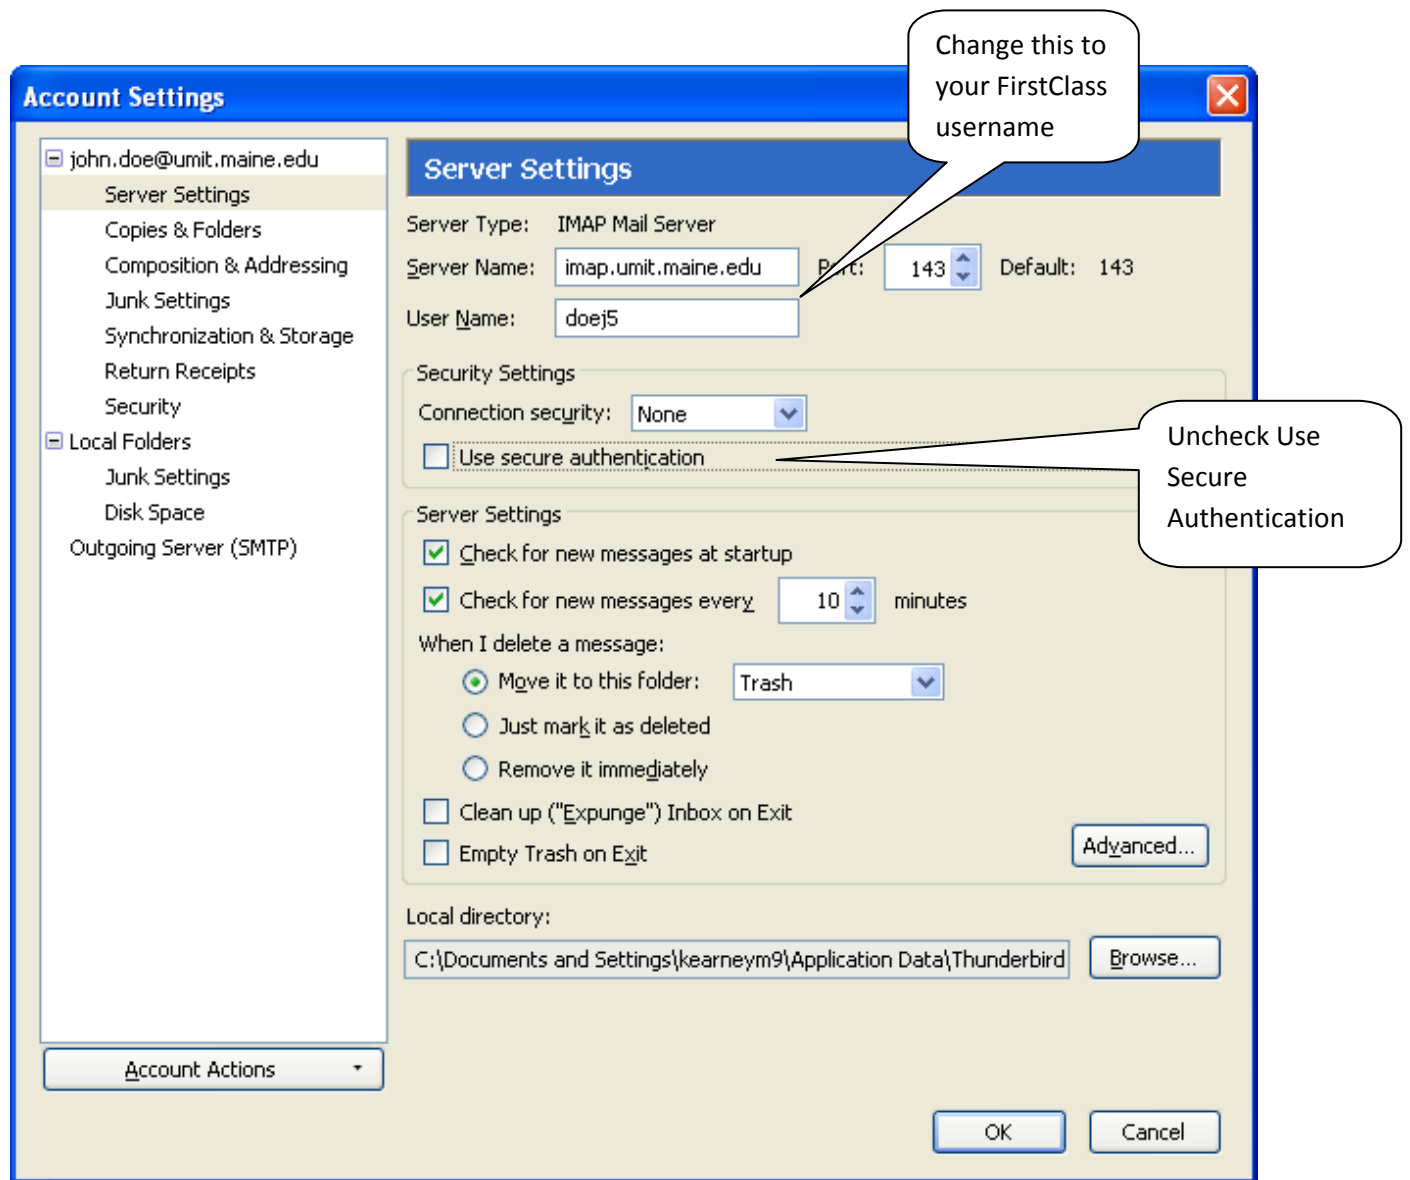 Change this to
your FirstClass
username
Account Settings
john.doe@umit.maine.edu
Server Settings
Copies & Folders
Composition & Addressing
Junk Settings
Synchronization & Storage
Return Receipts
Security
Local Folders
Junk Settings
Disk Space
Outgoing Server (SMTP)
Account Actions
Server Settings
Server Type: IMAP Mail Server
Server Name: imap.umit.maine.edu Port: 143 Default: 143
User Name: doej5
Security Settings
Connection security: None
Use secure authentication
Uncheck Use
Secure
Authentication
Server Settings
Check for new messages at startup
Check for new messages every 10 minutes
When I delete a message:
Move it to this folder: Trash
Just mark it as deleted
Remove it immediately
Clean up ("Expunge") Inbox on Exit
Empty Trash on Exit
Advanced...
Local directory:
C:\Documents and Settings\kearneym9\Application Data\Thunderbird Browse...
OK Cancel